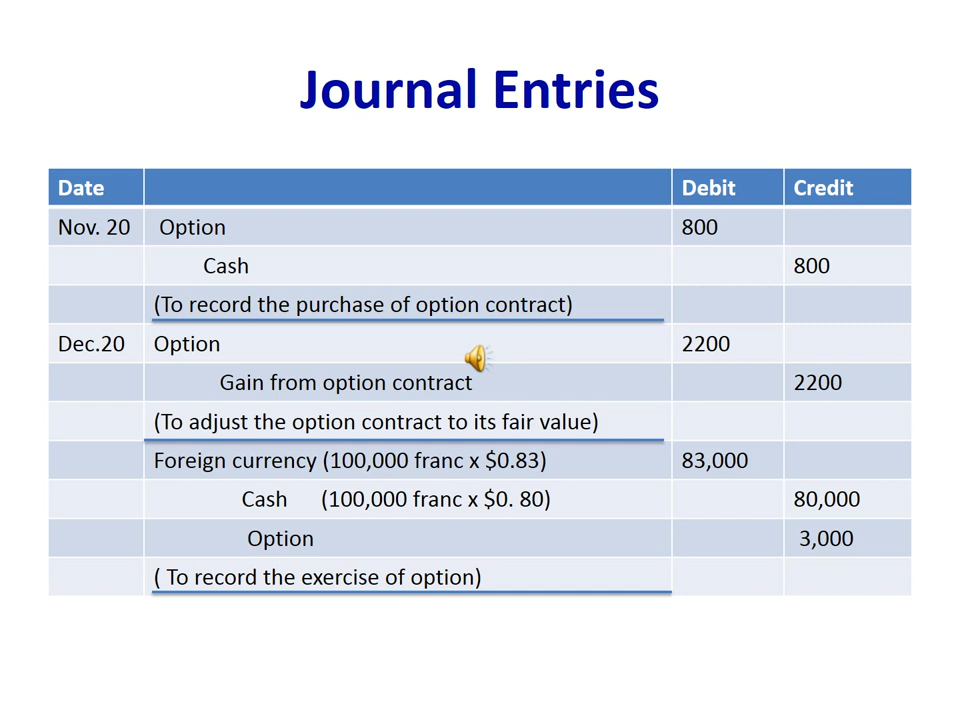 Journal Entries
Date Debit Credit
Nov. 20 Option 800
Cash 800
(To record the purchase of option contract)
Dec.20 Option 2200
Gain from option contract 2200
(To adjust the option contract to its fair value)
Foreign currency (100,000 franc x $0.83) 83,000
Cash (100,000 franc x $0. 80) 80,000
Option 3,000
( To record the exercise of option)